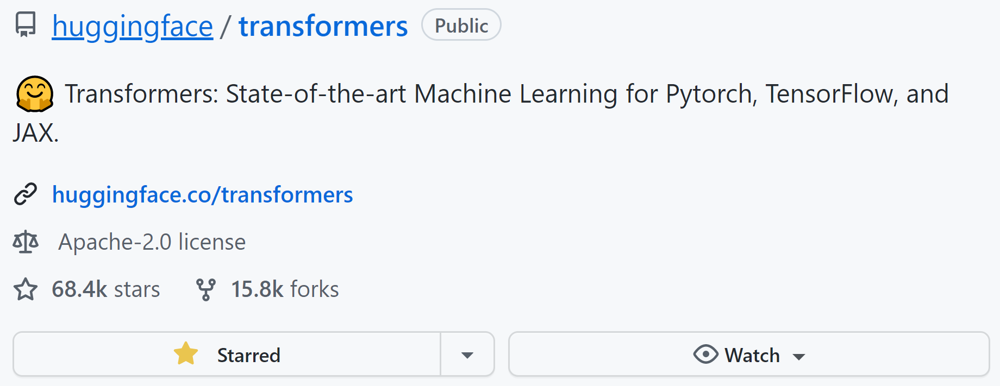 huggingface / transformers Public
🤗 Transformers: State-of-the-art Machine Learning for Pytorch, TensorFlow, and
JAX.
huggingface.co/transformers
Apache-2.0 license
68.4k stars 15.8k forks
Starred Watch